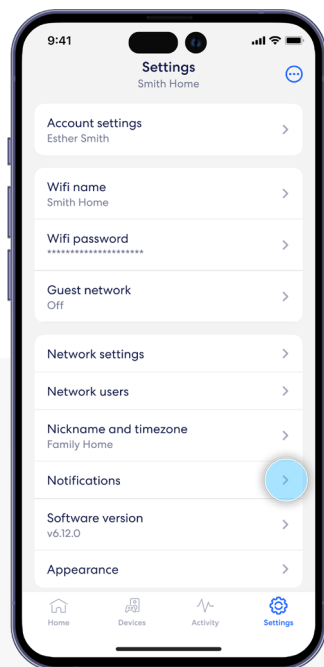 9:41
Settings
Smith Home
Account settings
Esther Smith
Wifi name
Smith Home
Wifi password
*********************
Guest network
Off
Network settings
Network users
Nickname and timezone
Family Home
Notifications
Software version
v6.12.0
Appearance
Home Devices Activity Settings